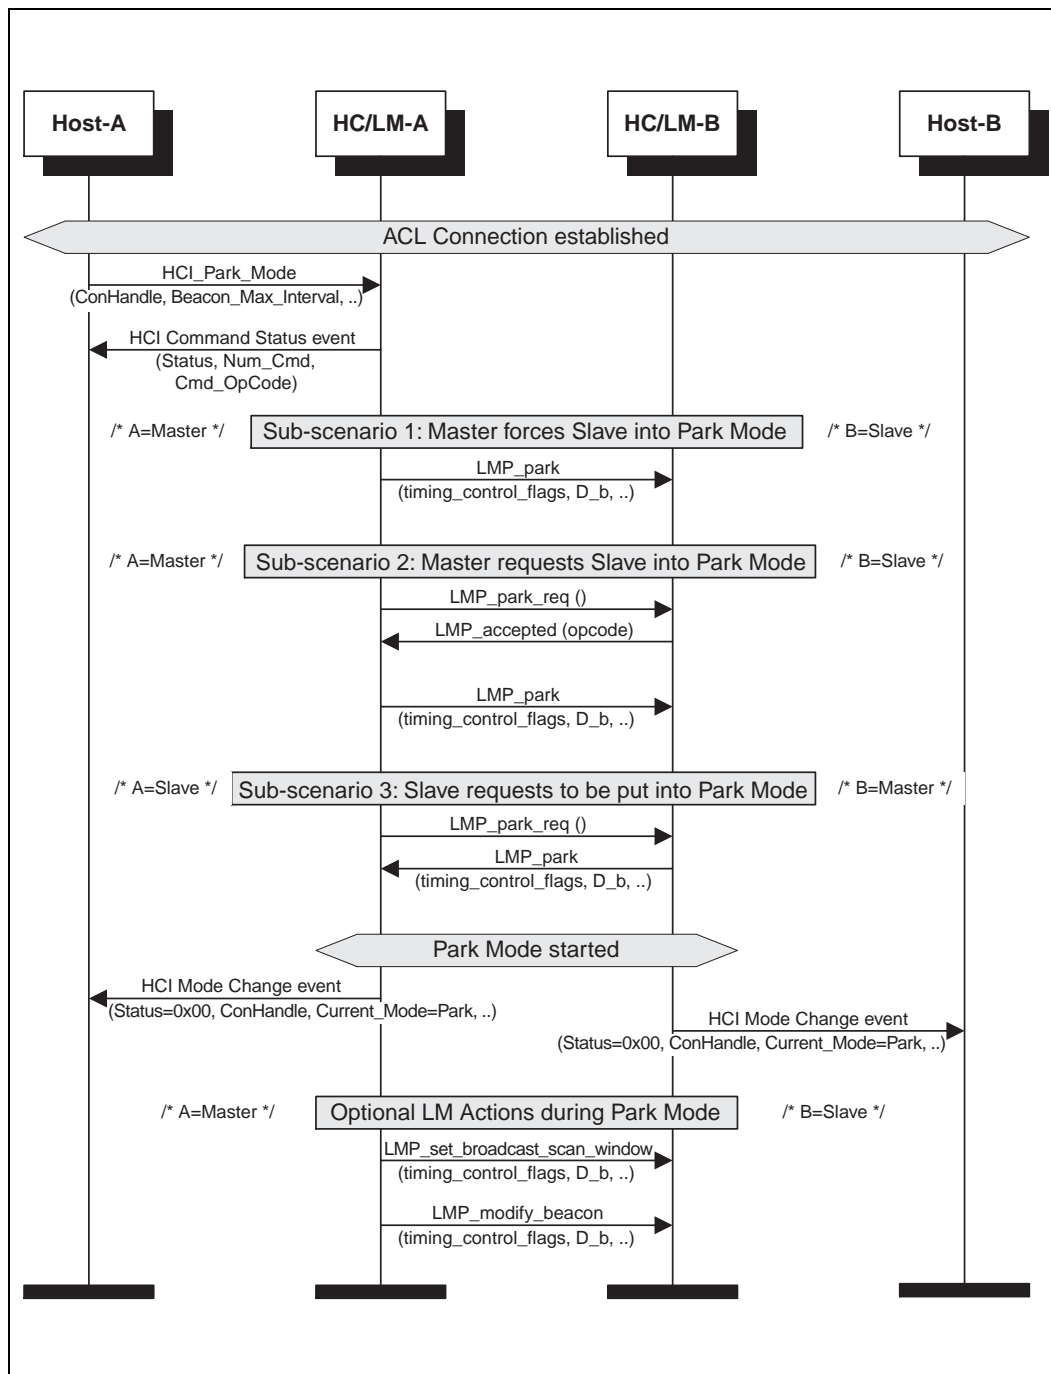 Host-A
HC/LM-A
HC/LM-B
Host-B
ACL Connection established
HCI_Park_Mode
(ConHandle, Beacon_Max_Interval, ..)
HCI Command Status event
(Status, Num_Cmd,
Cmd_OpCode)
/* A=Master */
Sub-scenario 1: Master forces Slave into Park Mode
/* B=Slave */
LMP_park
(timing_control_flags, D_b, ..)
/* A=Master */
Sub-scenario 2: Master requests Slave into Park Mode
/* B=Slave */
LMP_park_req ()
LMP_accepted (opcode)
LMP_park
(timing_control_flags, D_b, ..)
/* A=Slave */
Sub-scenario 3: Slave requests to be put into Park Mode
/* B=Master */
LMP_park_req ()
LMP_park
(timing_control_flags, D_b, ..)
Park Mode started
HCI Mode Change event
(Status=0x00, ConHandle, Current_Mode=Park, ..)
HCI Mode Change event
(Status=0x00, ConHandle, Current_Mode=Park, ..)
/* A=Master */
Optional LM Actions during Park Mode
/* B=Slave */
LMP_set_broadcast_scan_window
(timing_control_flags, D_b, ..)
LMP_modify_beacon
(timing_control_flags, D_b, ..)